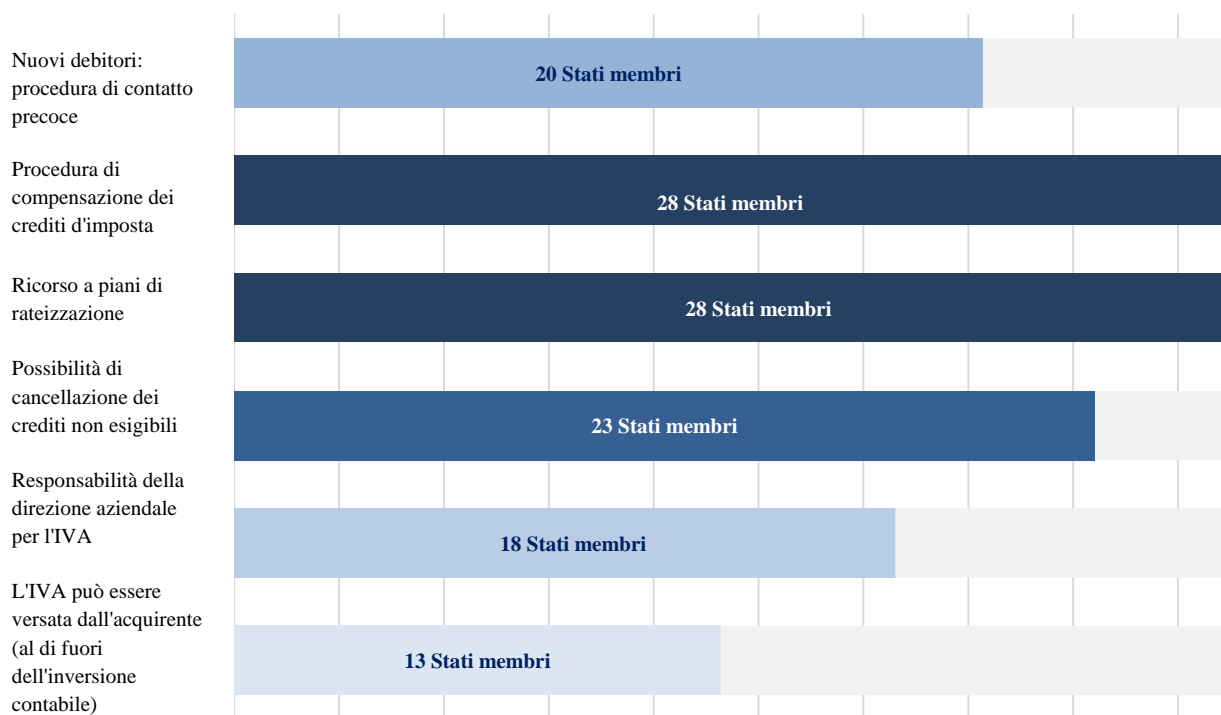 Nuovi debitori:
procedura di contatto
precoce
20 Stati membri
Procedura di
compensazione dei
crediti d'imposta
28 Stati membri
Ricorso a piani di
rateizzazione
28 Stati membri
Possibilità di
cancellazione dei
crediti non esigibili
23 Stati membri
Responsabilità della
direzione aziendale
per l'IVA
18 Stati membri
L'IVA può essere
versata dall'acquirente
(al di fuori
dell'inversione
contabile)
13 Stati membri